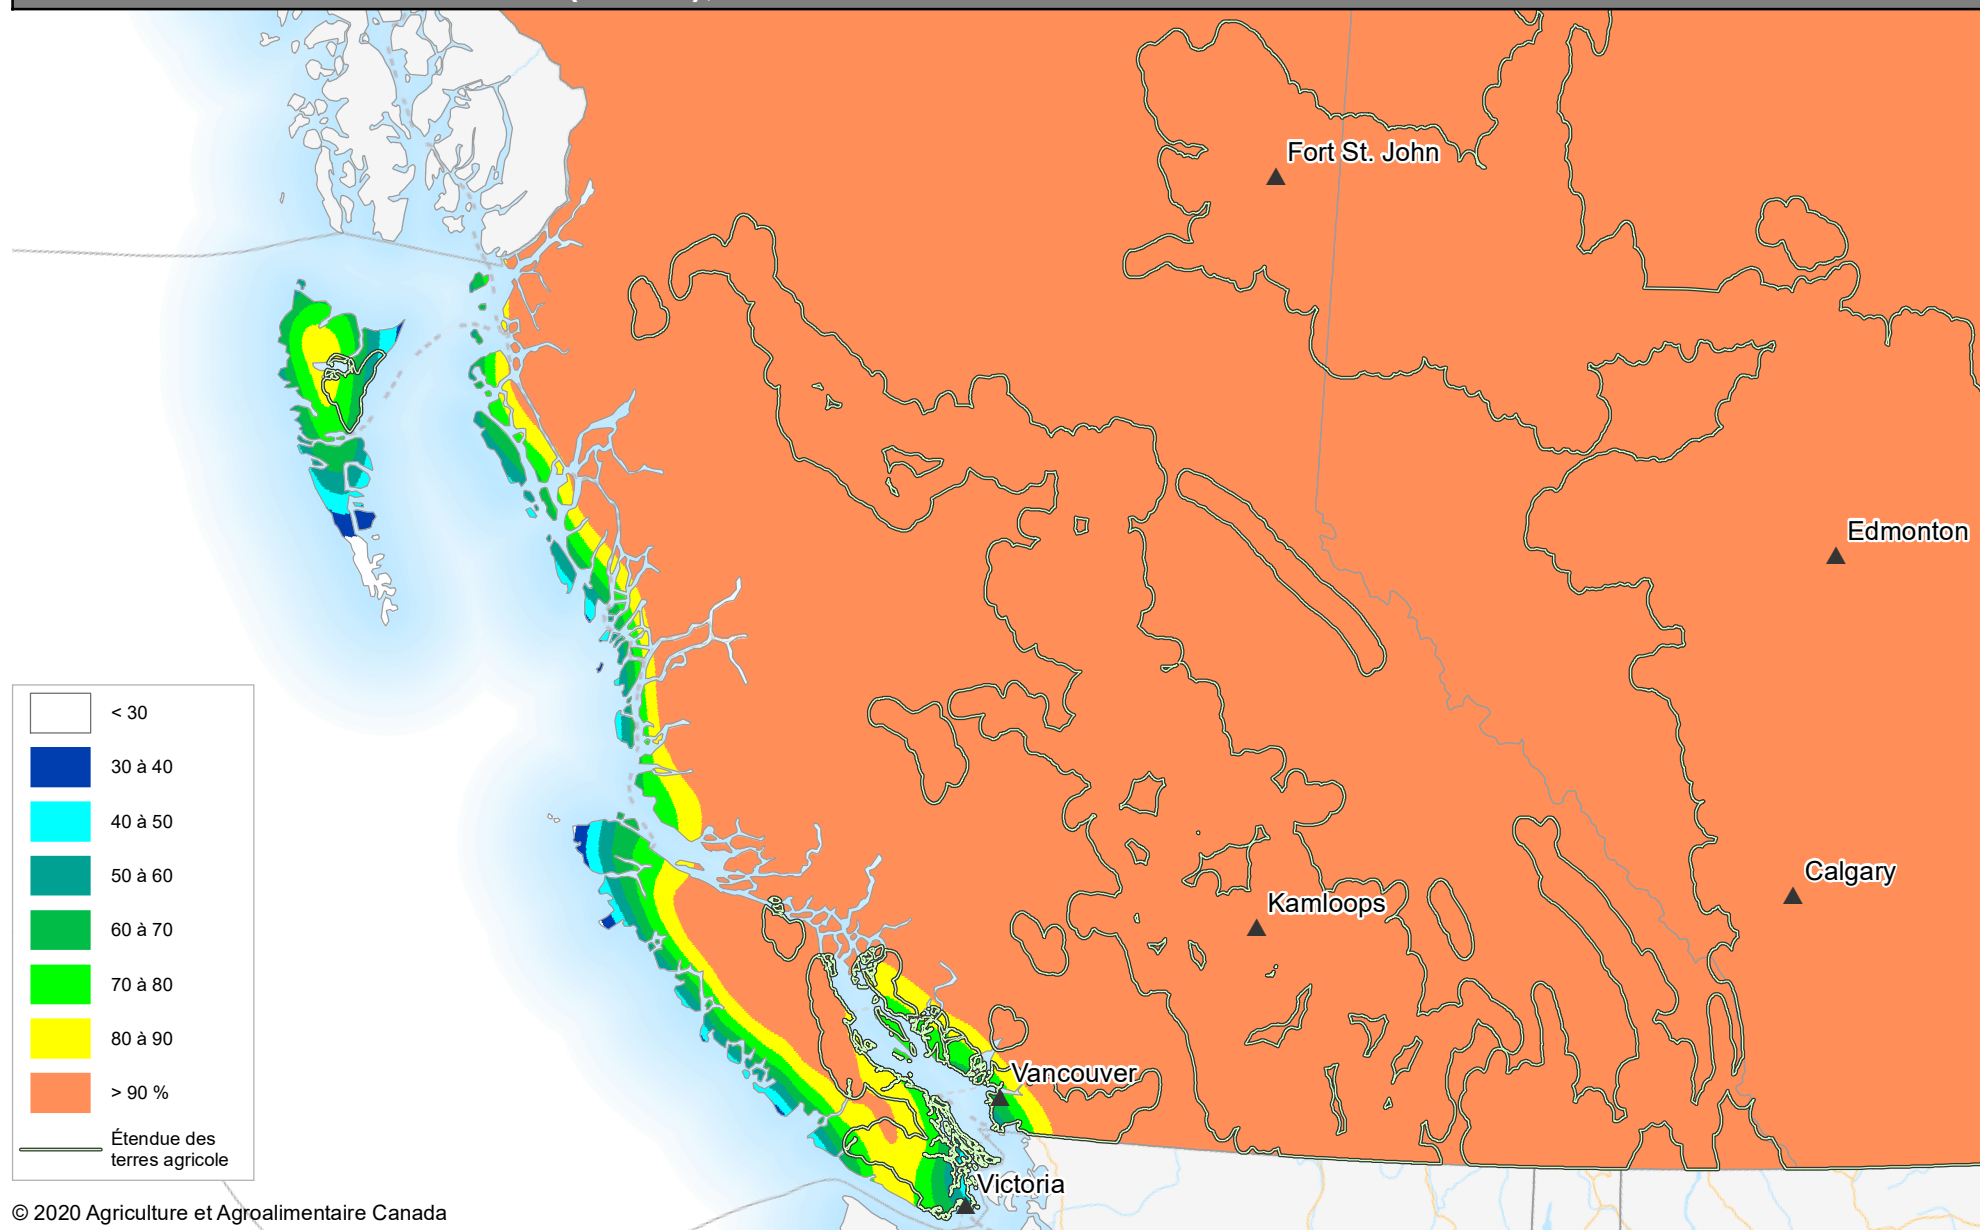 Fort St. John
Edmonton
Calgary
Kamloops
Vancouver
Victoria
< 30
30 à 40
40 à 50
50 à 60
60 à 70
70 à 80
80 à 90
> 90 %
Étendue des
terres agricole
© 2020 Agriculture et Agroalimentaire Canada